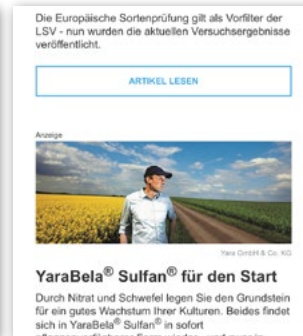 Die Europäische Sortenprüfung gilt als Vorfilter der
LSV - nun wurden die aktuellen Versuchsergebnisse
veröffentlicht.
ARTIKEL LESEN
Anzeige
Yara GmbH & Co. KG
YaraBela® Sulfan® für den Start
Durch Nitrat und Schwefel legen Sie den Grundstein
für ein gutes Wachstum Ihrer Kulturen. Beides findet
sich in YaraBela® Sulfan® in sofort